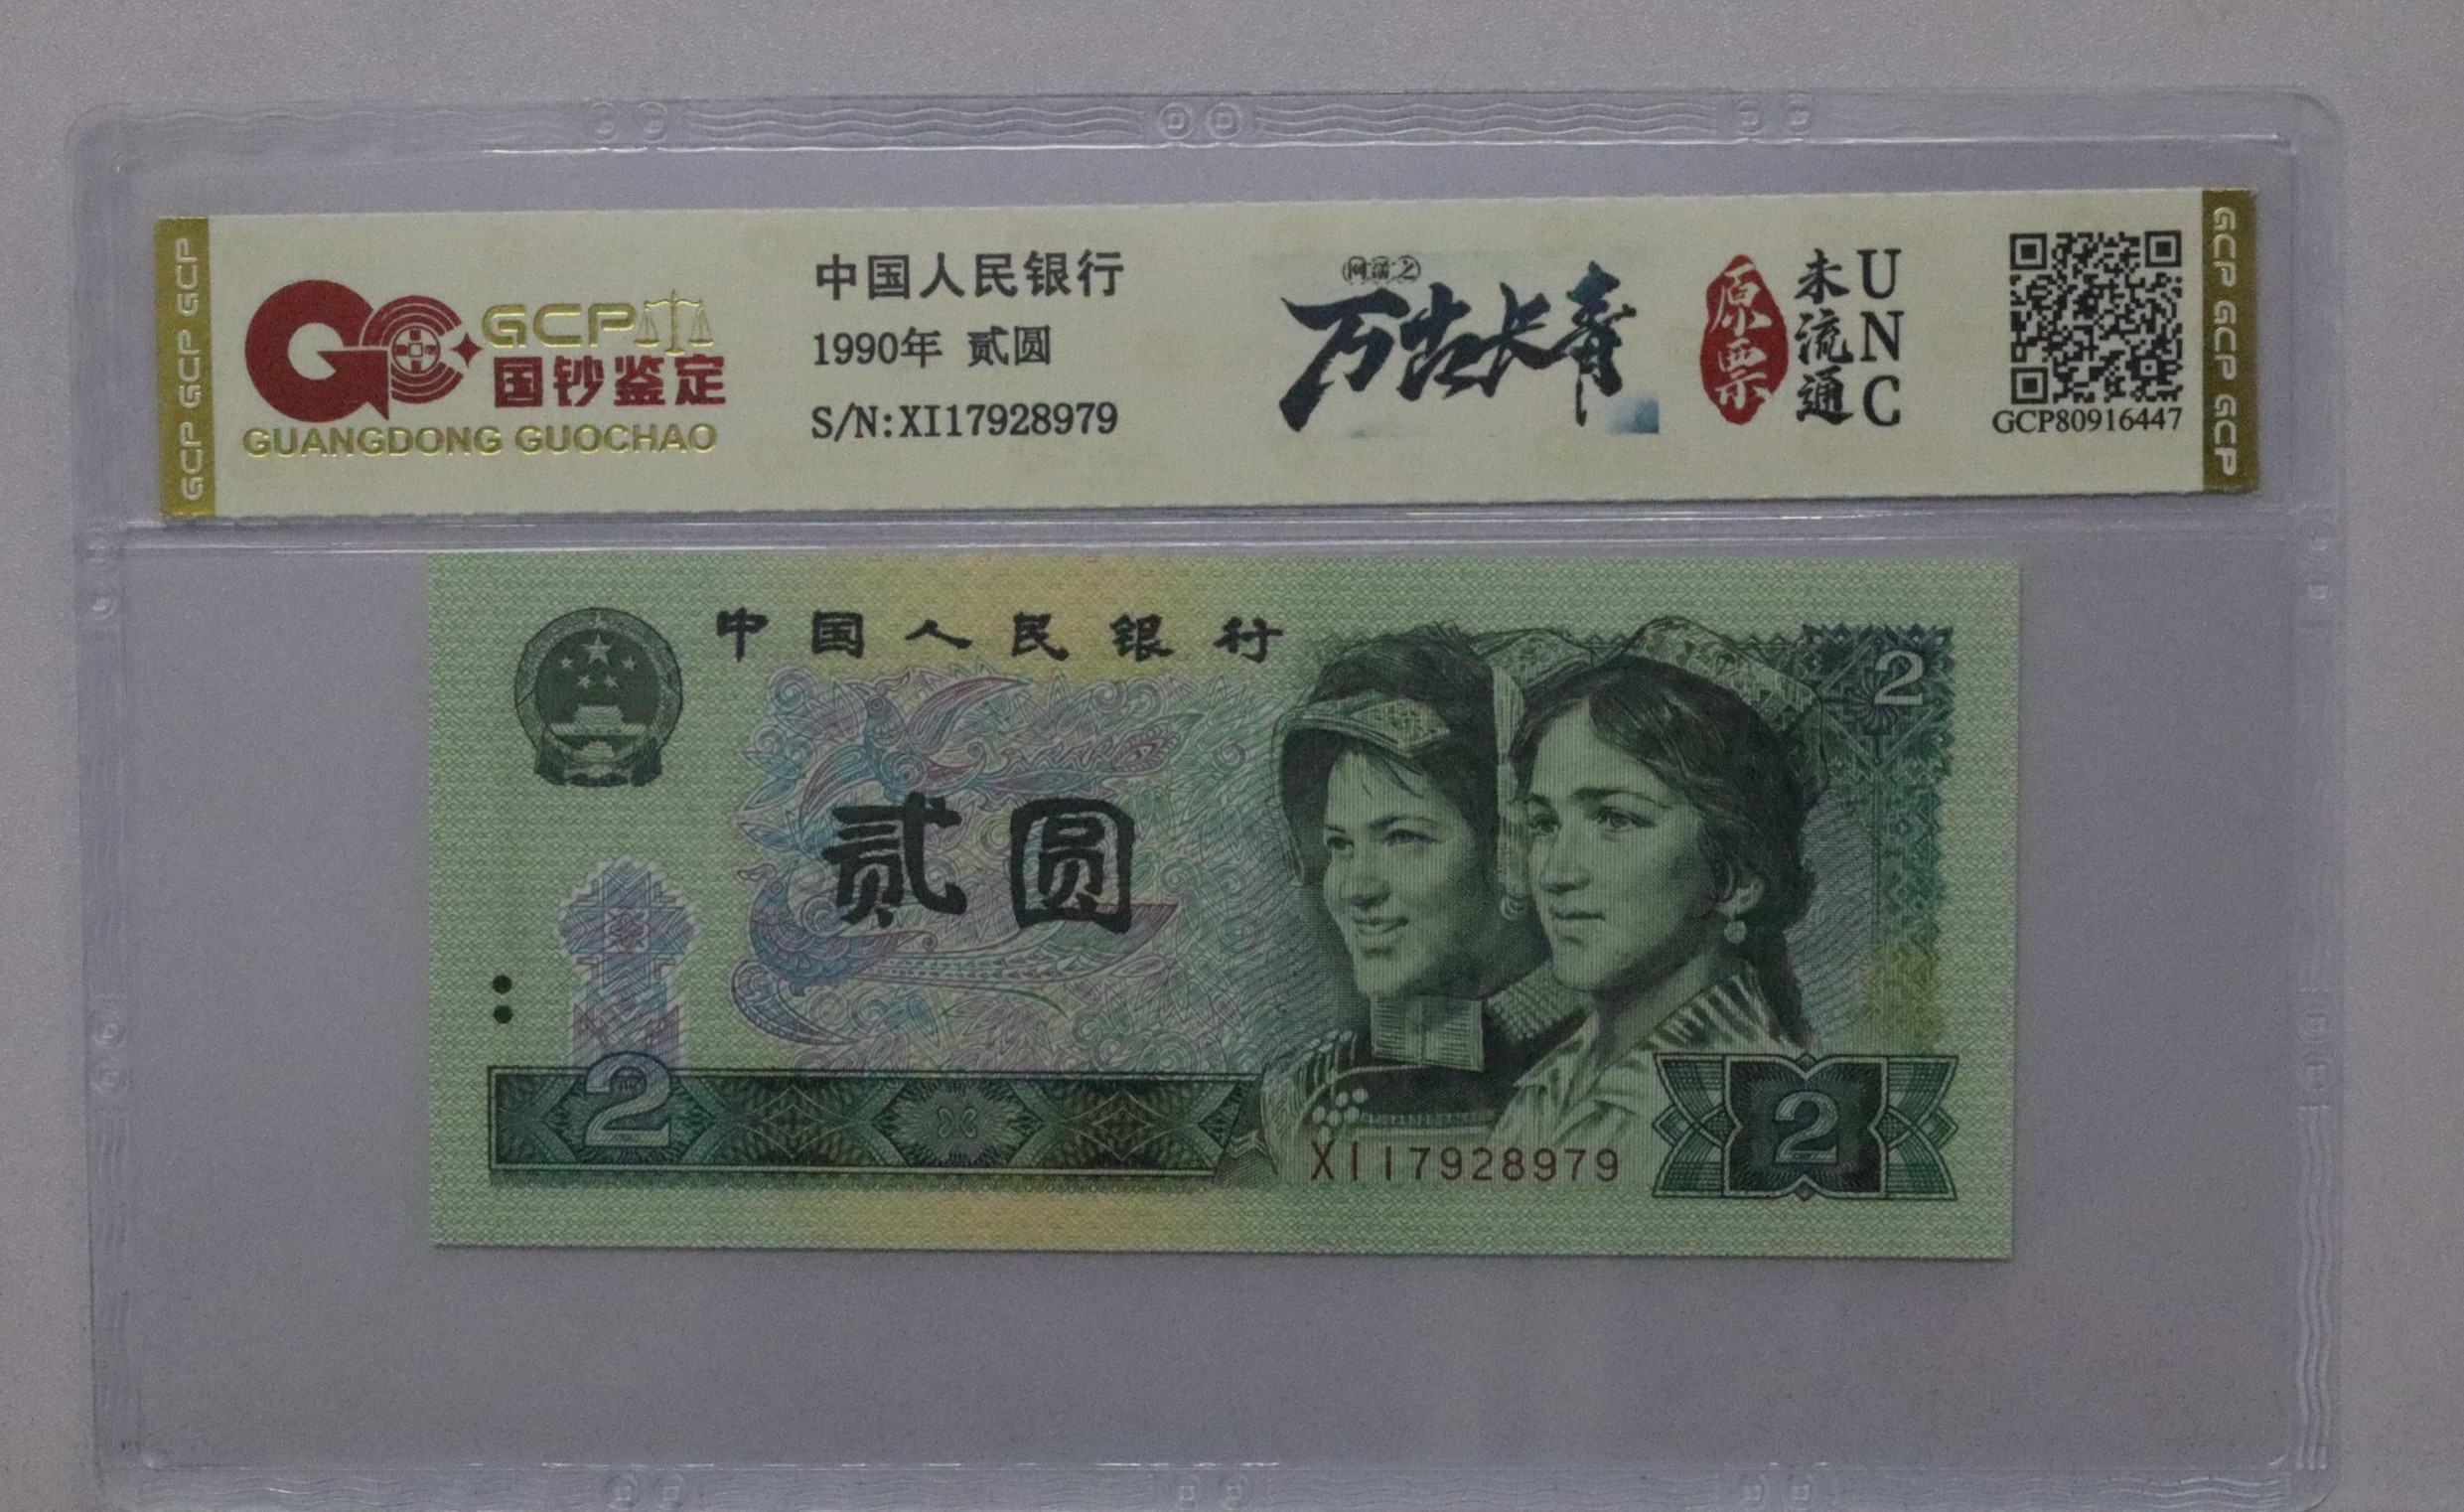 GCP GCP GCP
GCP
国钞鉴定
GUANGDONG GUOCHAO
中国人民银行
1990年 贰圆
S/N:XI17928979
万古长青
原票
未流通
UNC
GCP80916447
GCP GCP GCP
中国人民银行
2
贰圆
2
XI17928979
2